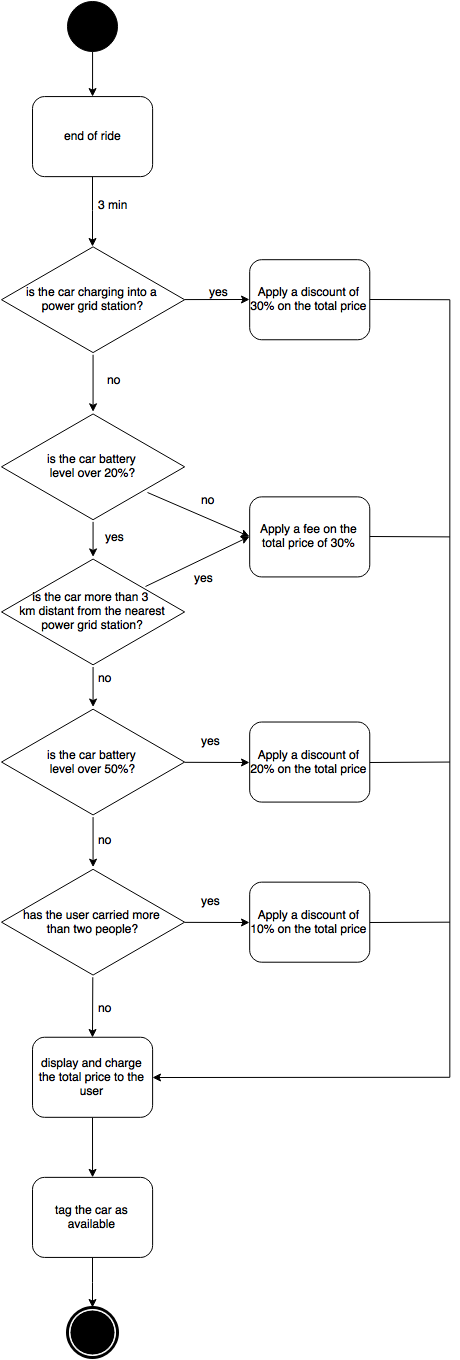 end of ride
3 min
is the car charging into a
power grid station?
yes
Apply a discount of
30% on the total price
no
is the car battery
level over 20%?
no
yes
Apply a fee on the
total price of 30%
is the car more than 3
km distant from the nearest
power grid station?
yes
no
is the car battery
level over 50%?
yes
Apply a discount of
20% on the total price
no
has the user carried more
than two people?
yes
Apply a discount of
10% on the total price
no
display and charge
the total price to the
user
tag the car as
available